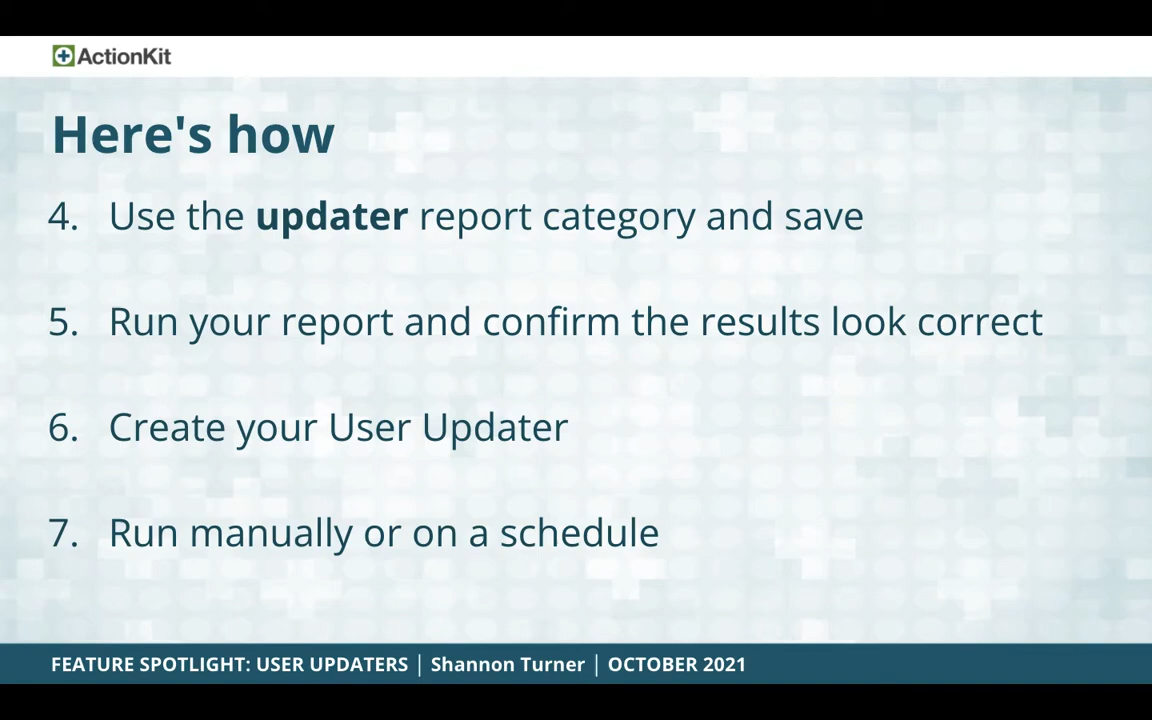 ActionKit
Here's how
4. Use the updater report category and save
5. Run your report and confirm the results look correct
6. Create your User Updater
7. Run manually or on a schedule
FEATURE SPOTLIGHT: USER UPDATERS | Shannon Turner | OCTOBER 2021